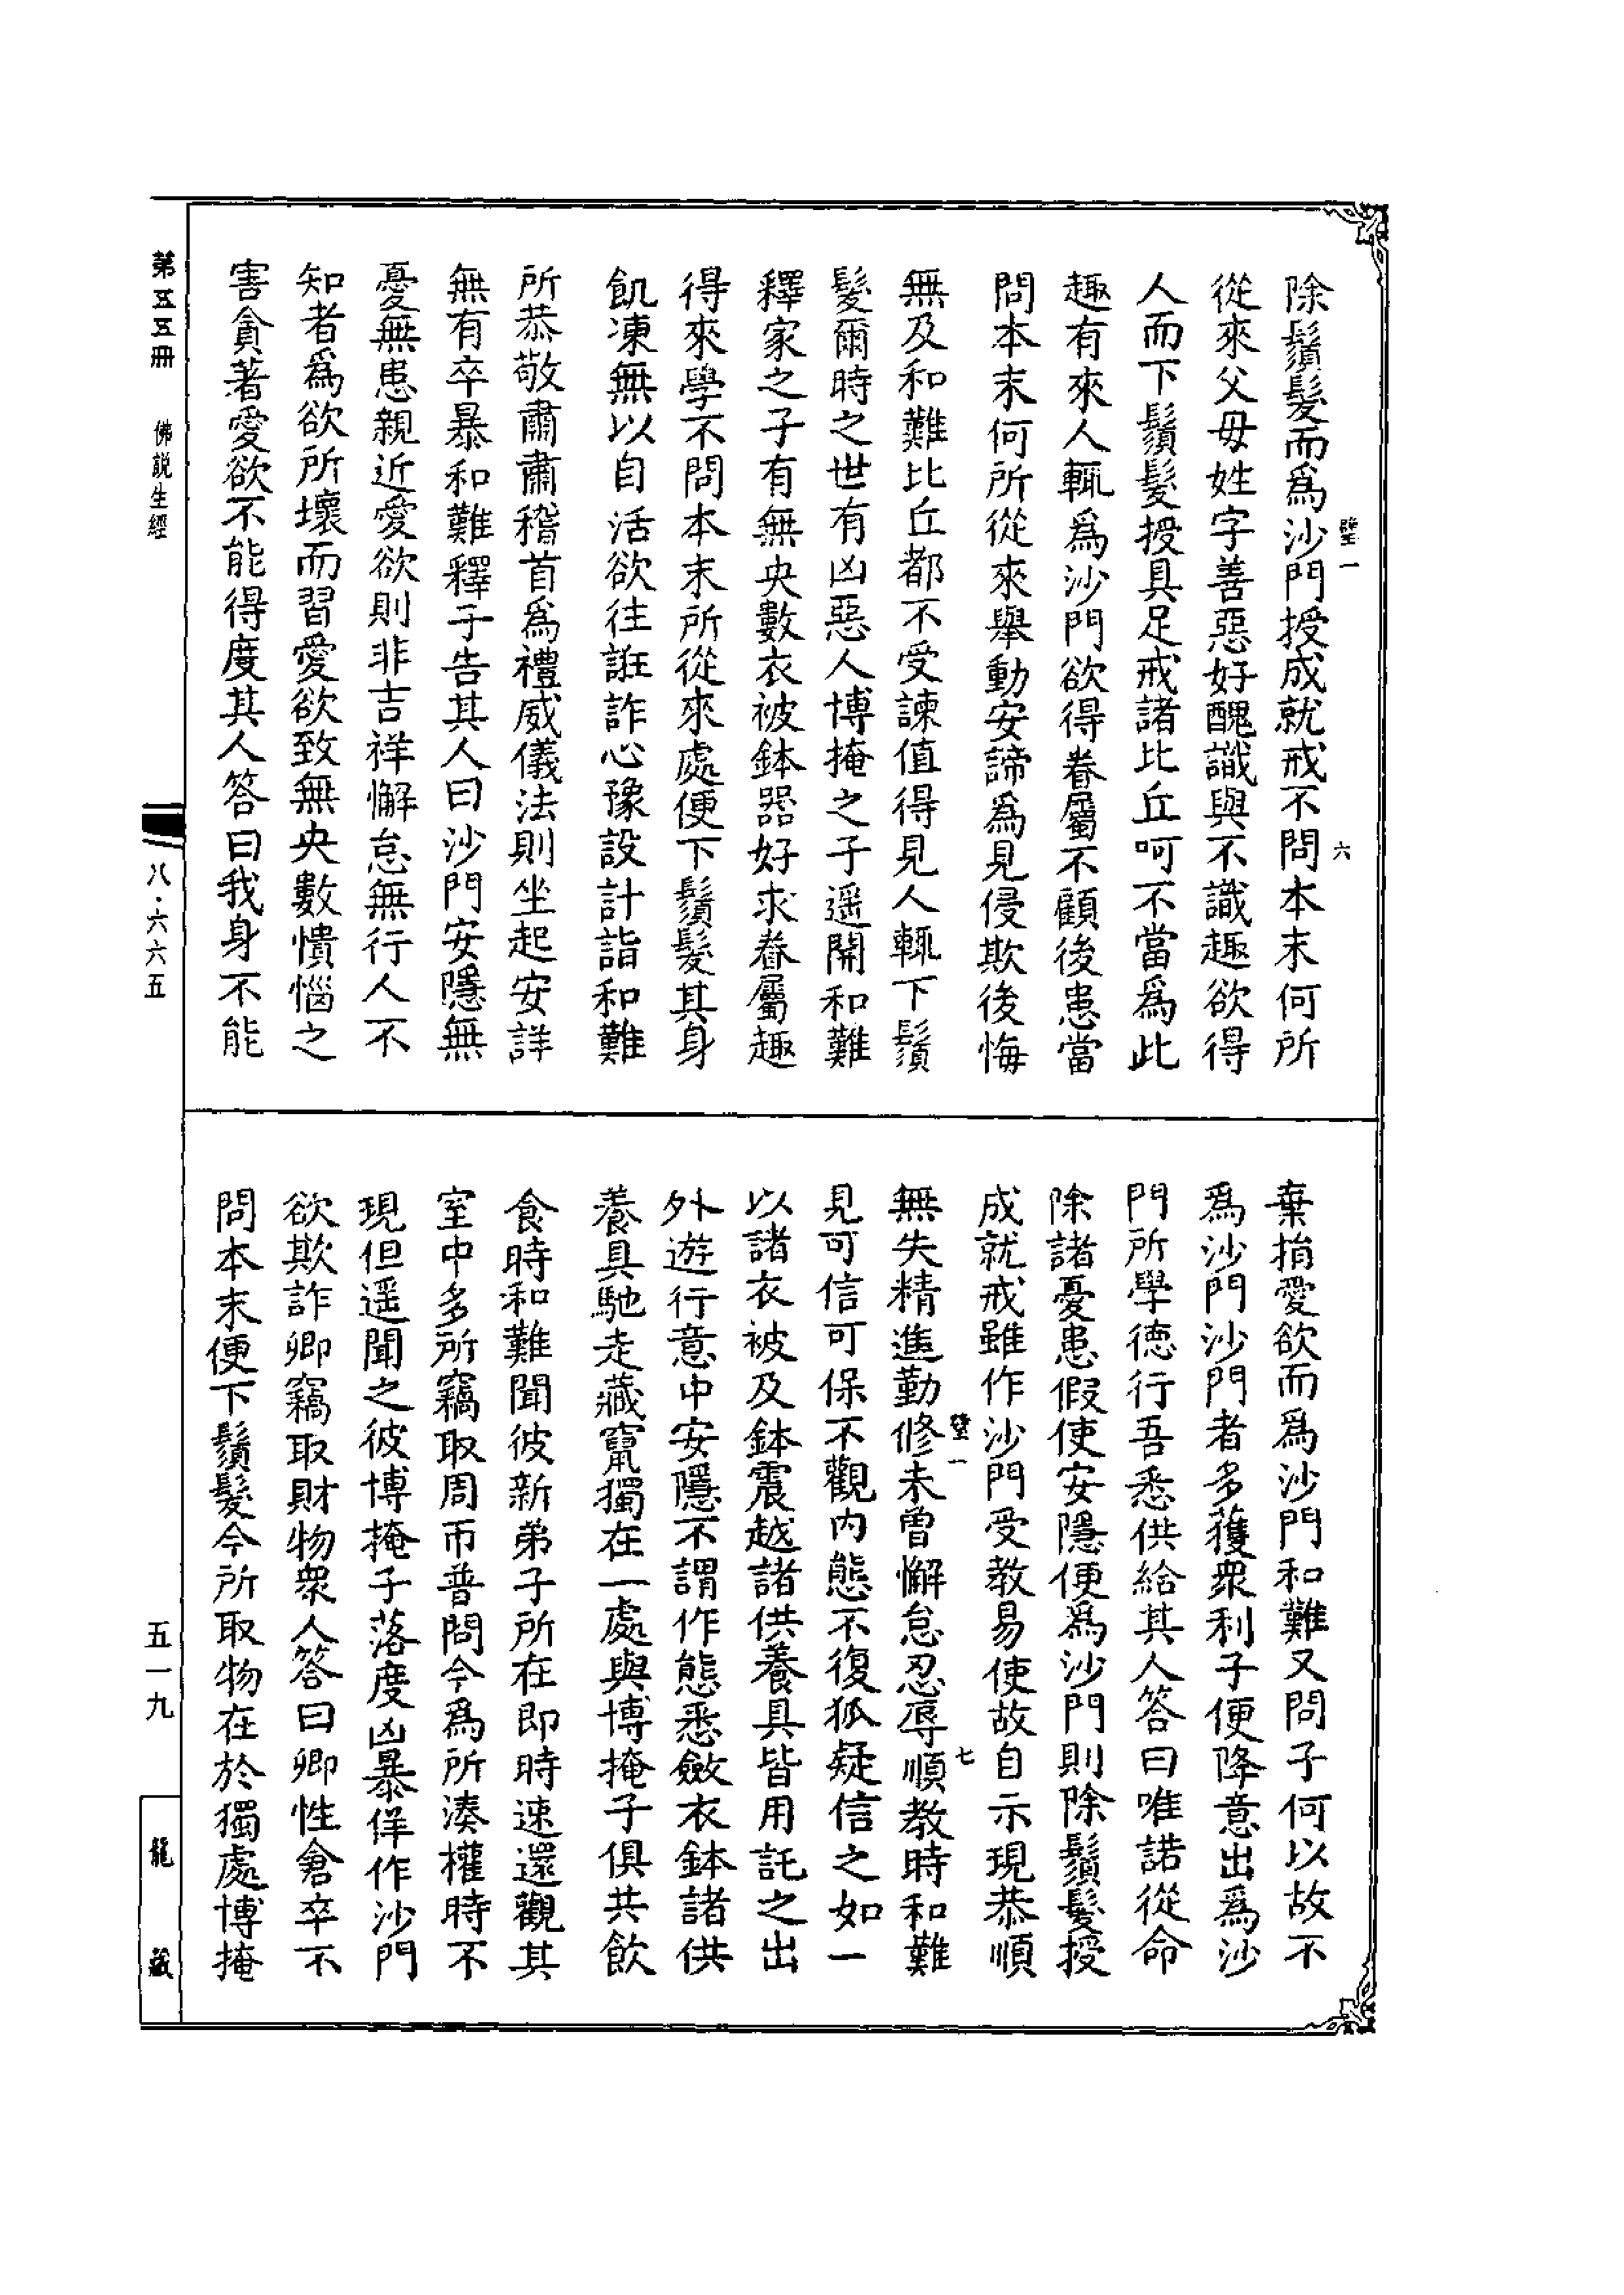 除鬚髮而爲沙門授成就戒不問本末何所
從來父母姓字善惡好醜識與不識趣欲得
人而下鬚髮授具足戒諸比丘呵不當爲此
趣有來人輒爲沙門欲得眷屬不顧後患當
問本末何所從來舉動安諦爲見侵欺後悔
無及和難比丘都不受諫值得見人輒下鬚
髮爾時之世有凶惡人博掩之子遥聞和難
釋家之子有無央數衣被鉢器好求眷屬趣
得來學不問本末所從來處便下鬚髮其身
飢凍無以自活欲往誑詐心豫設計詣和難
所恭敬肅肅稽首爲禮威儀法則坐起安詳
無有卒暴和難釋子告其人曰沙門安隱無
憂無患親近愛欲則非吉祥懈怠無行人不
知者爲欲所壞而習愛欲致無央數憒惱之
害貪著愛欲不能得度其人答曰我身不能
璧一
六
棄捐愛欲而爲沙門和難又問子何以故不
爲沙門沙門者多獲衆利子便降意出爲沙
門所學德行吾悉供給其人答曰唯諾從命
除諸憂患假使安隱便爲沙門則除鬚髮授
成就戒雖作沙門受教易使故自示現恭順
無失精進勤修未曾懈怠忍辱順教時和難
見可信可保不觀内態不復狐疑信之如一
以諸衣被及鉢震越諸供養具皆用託之出
外遊行意中安隱不謂作態悉斂衣鉢諸供
養具馳走藏竄獨在一處與博掩子俱共飲
食時和難聞彼新弟子所在即時速還觀其
室中多所竊取周帀普問今爲所湊權時不
現但遥聞之彼博掩子落度凶暴佯作沙門
欲欺詐卿竊取財物衆人答曰卿性倉卒不
問本末便下鬚髮今所取物在於獨處博掩
璧一
七
第五五冊
佛説生經
八·六六五
五一九
龍藏